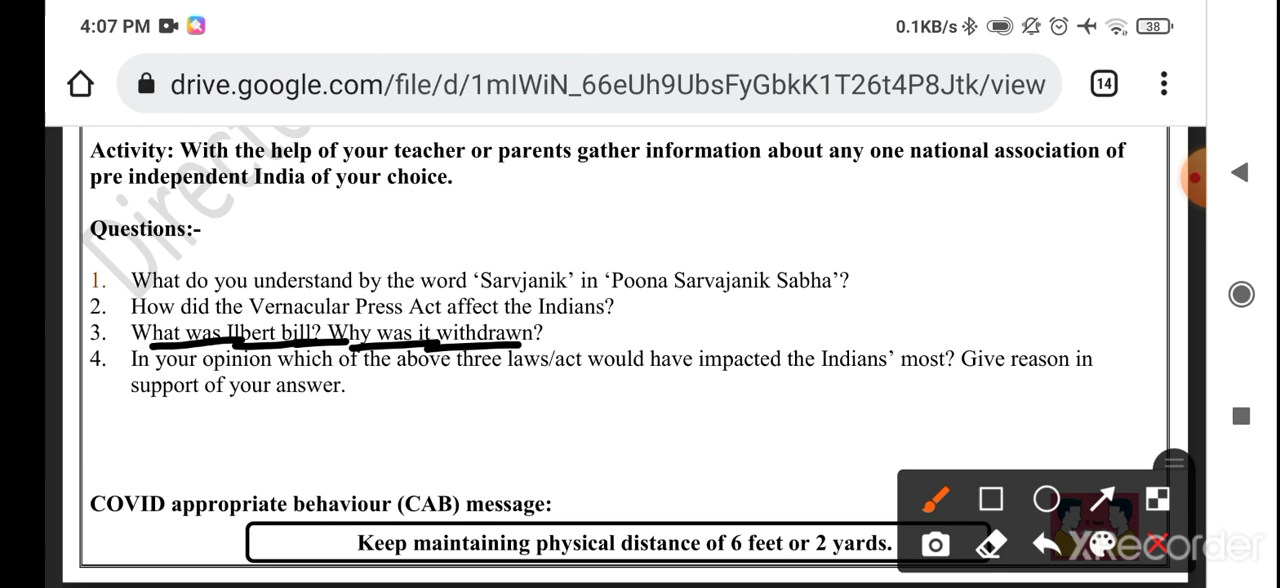 4:07 PM
0.1KB/s
38
drive.google.com/file/d/1mIWiN_66eUh9UbsFyGbkK1T26t4P8Jtk/view
14
Direct
Activity: With the help of your teacher or parents gather information about any one national association of
pre independent India of your choice.
Questions:-
1. What do you understand by the word ‘Sarvjanik’ in ‘Poona Sarvajanik Sabha’?
2. How did the Vernacular Press Act affect the Indians?
3. What was Ilbert bill? Why was it withdrawn?
4. In your opinion which of the above three laws/act would have impacted the Indians’ most? Give reason in
support of your answer.
COVID appropriate behaviour (CAB) message:
Keep maintaining physical distance of 6 feet or 2 yards.
XRecorder